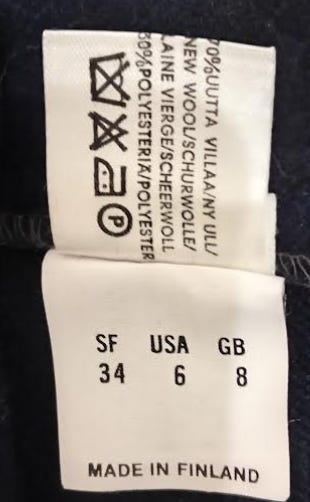 70% UUTTA VILLAA/NY ULL/
NEW WOOL/SCHURWOLLE/
LAINE VIERGE/SCHEERWOLL
30% POLYESTERIA/POLYESTER
P
SF USA GB
34 6 8
MADE IN FINLAND